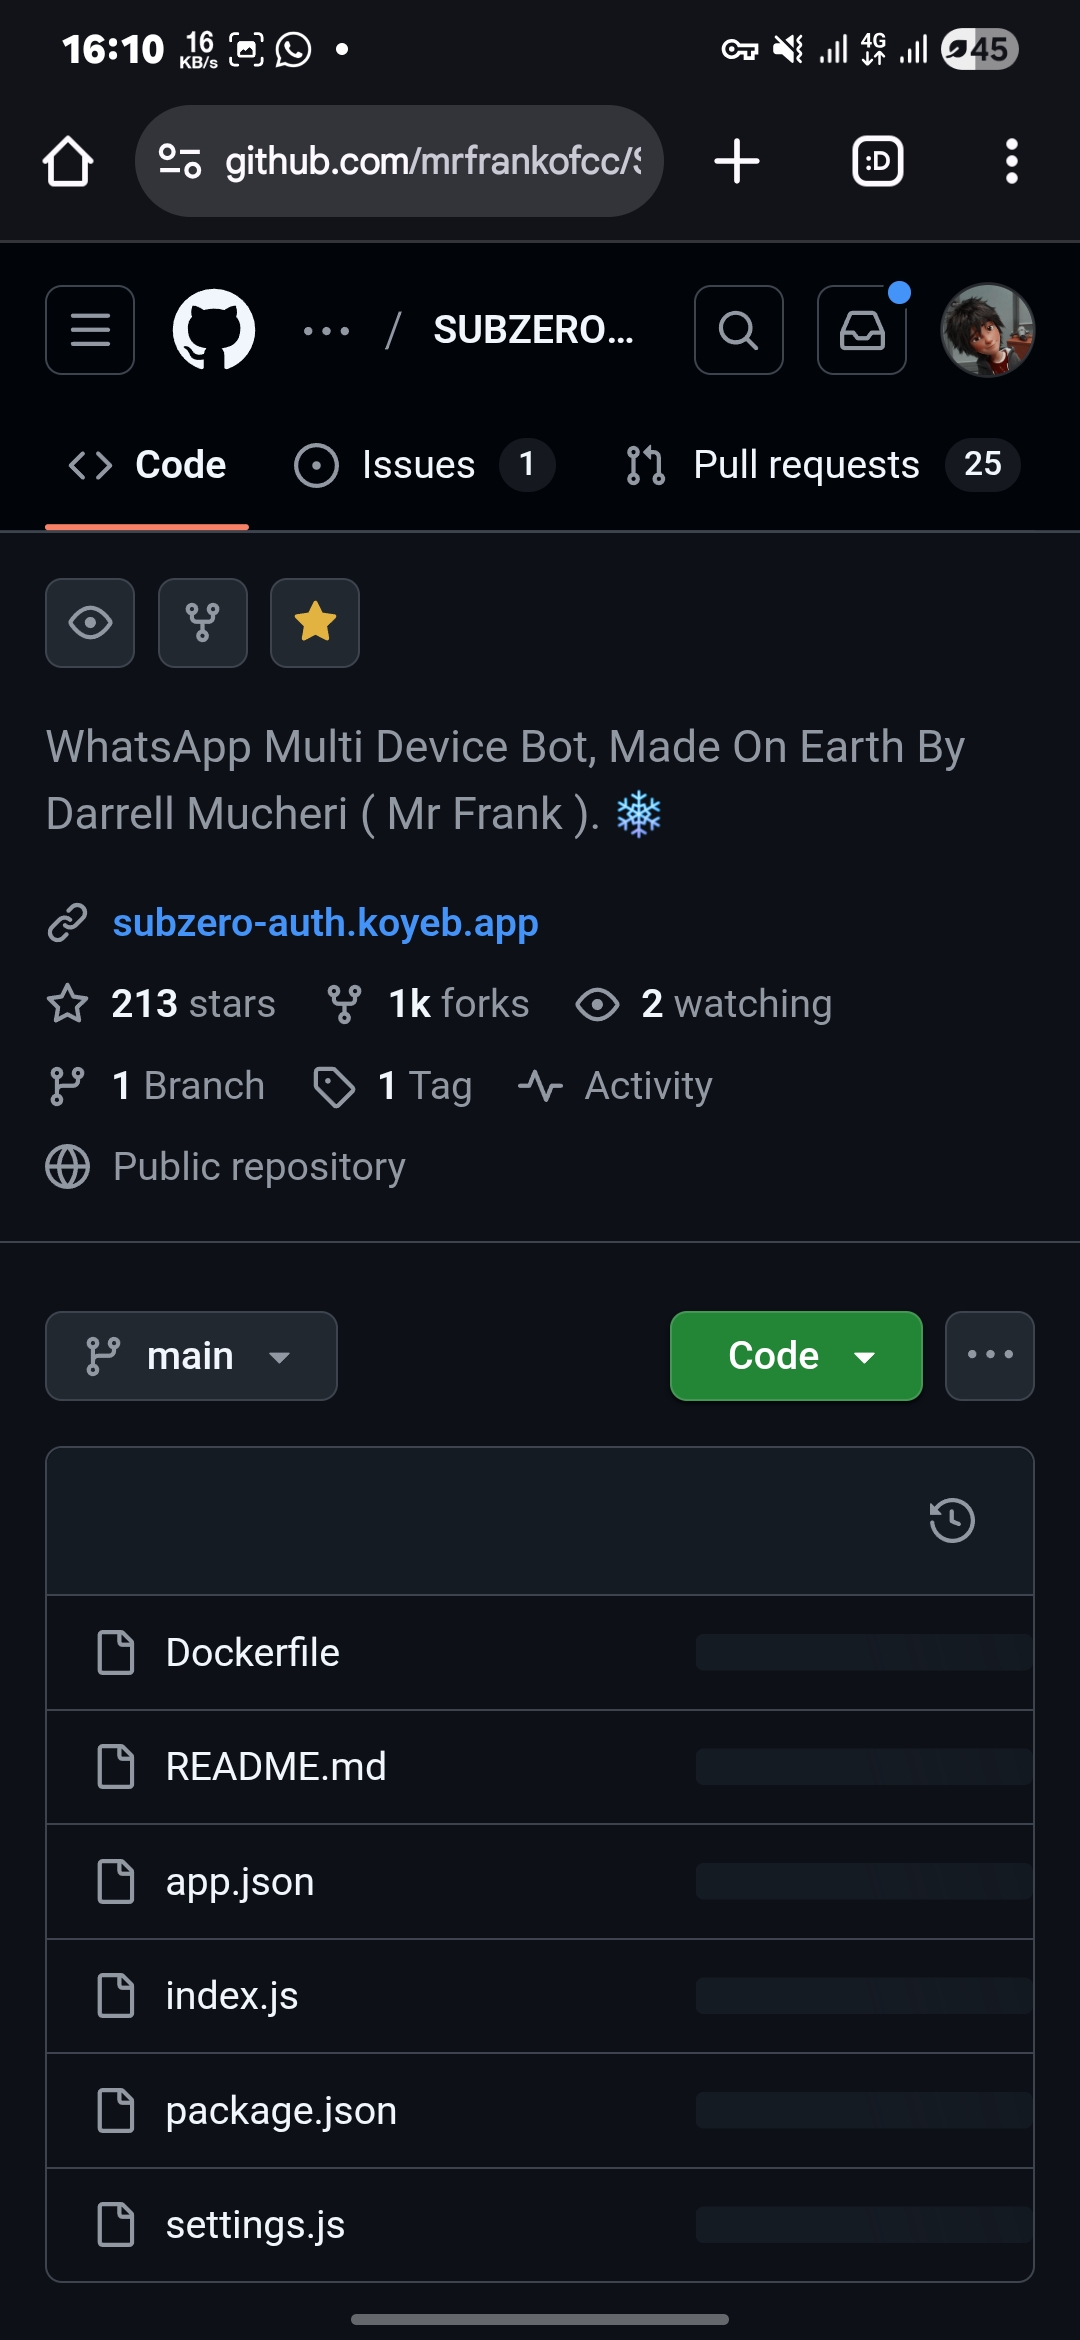 16:10 16 KB/s 4G 45
github.com/mrfrankofcc/S
:D
/ SUBZERO...
Code Issues 1 Pull requests 25
WhatsApp Multi Device Bot, Made On Earth By
Darrell Mucheri ( Mr Frank ). ❄️
subzero-auth.koyeb.app
213 stars 1k forks 2 watching
1 Branch 1 Tag Activity
Public repository
main Code
Dockerfile
README.md
app.json
index.js
package.json
settings.js